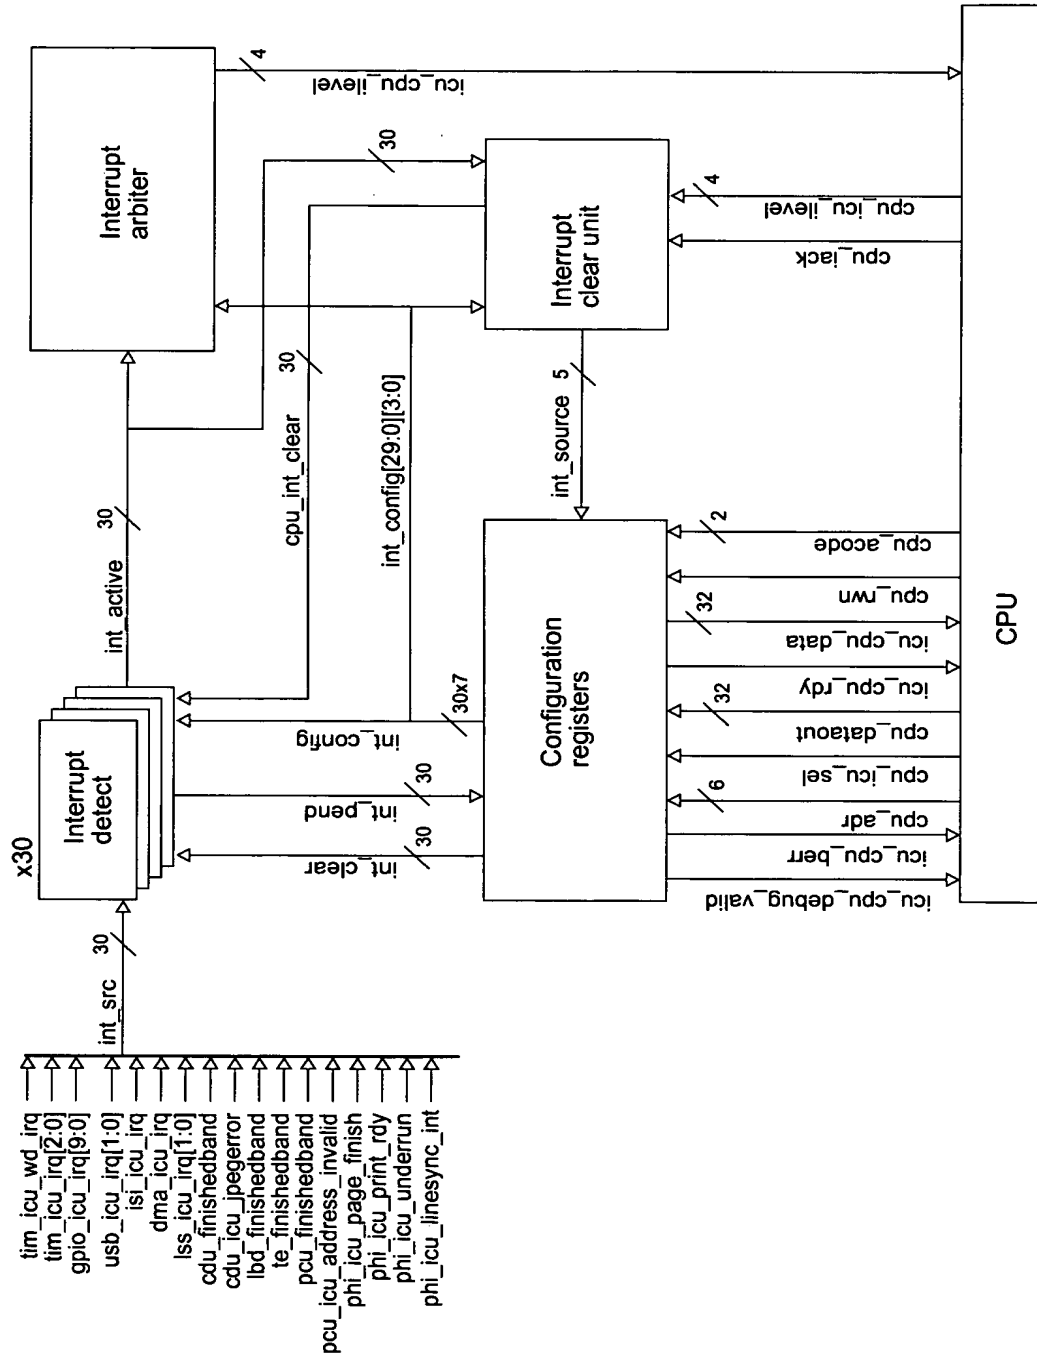 tim_icu_wd_irq
tim_icu_irq[2:0]
gpio_icu_irq[9:0]
usb_icu_irq[1:0]
isi_icu_irq
dma_icu_irq
lss_icu_irq[1:0]
cdu_finishedband
cdu_icu_jpegerror
lbd_finishedband
te_finishedband
pcu_finishedband
pcu_icu_address_invalid
phi_icu_page_finish
phi_icu_print_rdy
phi_icu_underrun
phi_icu_linesync_int
int_src
30
x30
Interrupt
detect
int_active
30
Interrupt
arbiter
4
icu_cpu_ilevel
30
cpu_int_clear
30
int_config[29:0][3:0]
int_clear
30
int_pend
30
int_config
30x7
Configuration
registers
int_source
5
Interrupt
clear unit
cpu_iack
cpu_icu_ilevel
4
icu_cpu_debug_valid
icu_cpu_berr
cpu_adr
6
cpu_icu_sel
cpu_dataout
32
icu_cpu_rdy
icu_cpu_data
32
cpu_rwn
cpu_acode
2
CPU